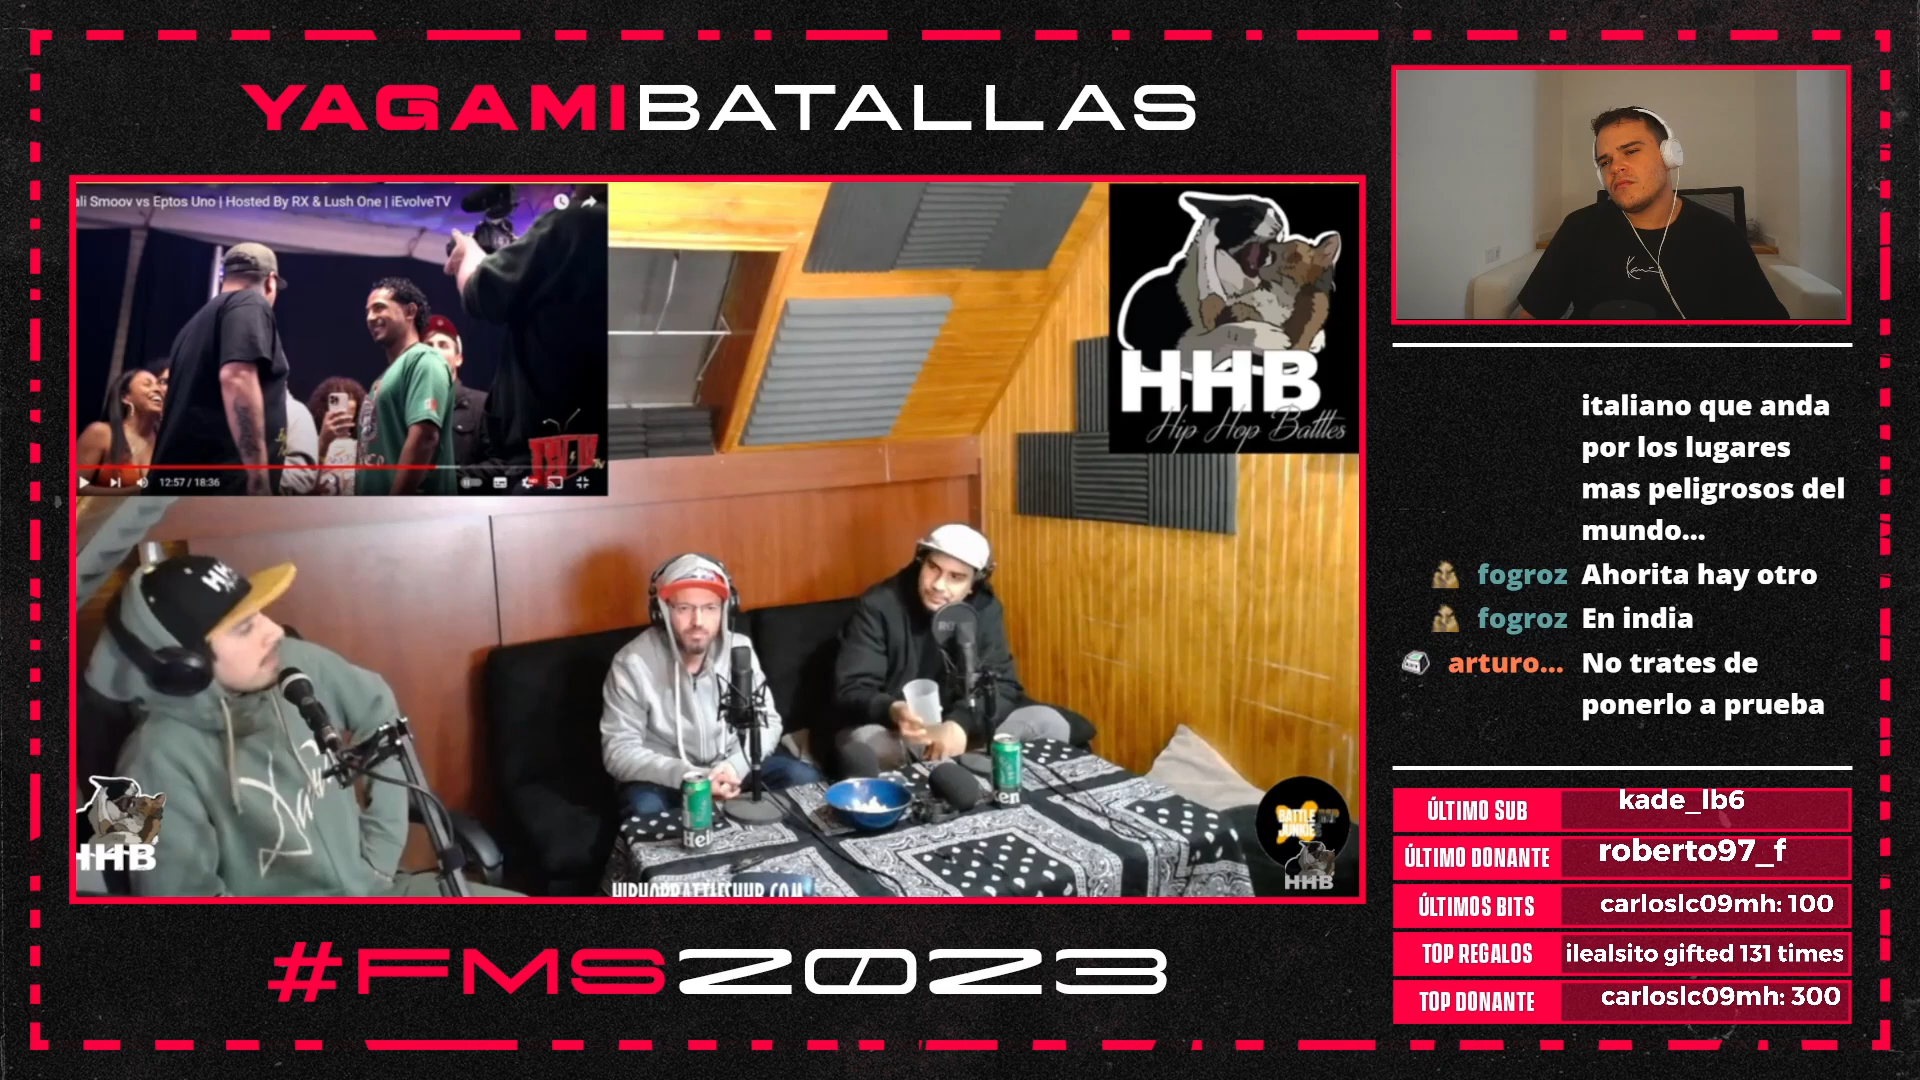 YAGAMIBATALLAS
ali Smoov vs Eptos Uno | Hosted By RX & Lush One | iEvolveTV
12:57 / 18:36
HHB
Hip Hop Battles
HHB
BATTLE
HHB
HIPHOPBATTLESHHB.COM
#FMS2023
italiano que anda
por los lugares
mas peligrosos del
mundo...
fogroz Ahorita hay otro
fogroz En india
arturo... No trates de
ponerlo a prueba
ÚLTIMO SUB kade_lb6
ÚLTIMO DONANTE roberto97_f
ÚLTIMOS BITS carloslc09mh: 100
TOP REGALOS ilealsito gifted 131 times
TOP DONANTE carloslc09mh: 300